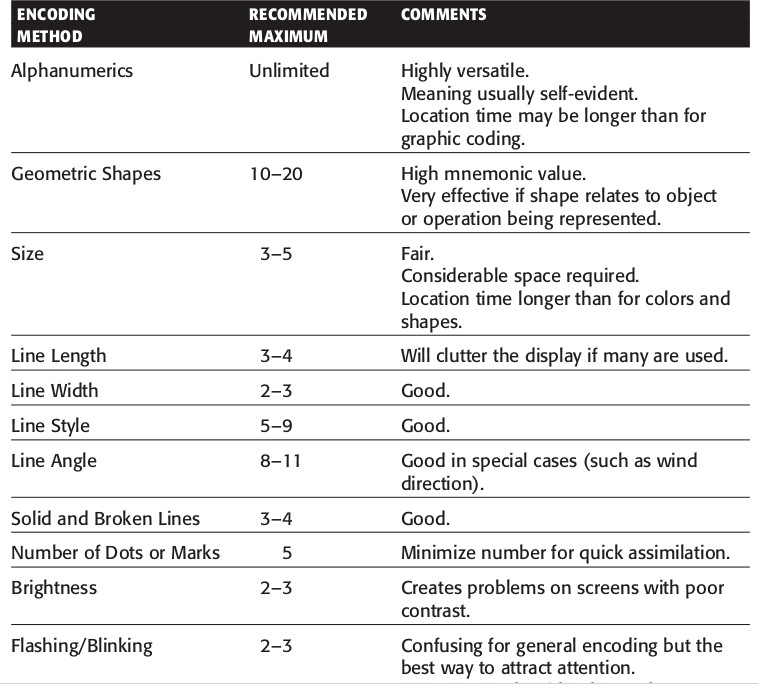 ENCODING METHOD RECOMMENDED MAXIMUM COMMENTS
Alphanumerics Unlimited Highly versatile.
Meaning usually self-evident.
Location time may be longer than for
graphic coding.
Geometric Shapes 10–20 High mnemonic value.
Very effective if shape relates to object
or operation being represented.
Size 3–5 Fair.
Considerable space required.
Location time longer than for colors and
shapes.
Line Length 3–4 Will clutter the display if many are used.
Line Width 2–3 Good.
Line Style 5–9 Good.
Line Angle 8–11 Good in special cases (such as wind
direction).
Solid and Broken Lines 3–4 Good.
Number of Dots or Marks 5 Minimize number for quick assimilation.
Brightness 2–3 Creates problems on screens with poor
contrast.
Flashing/Blinking 2–3 Confusing for general encoding but the
best way to attract attention.